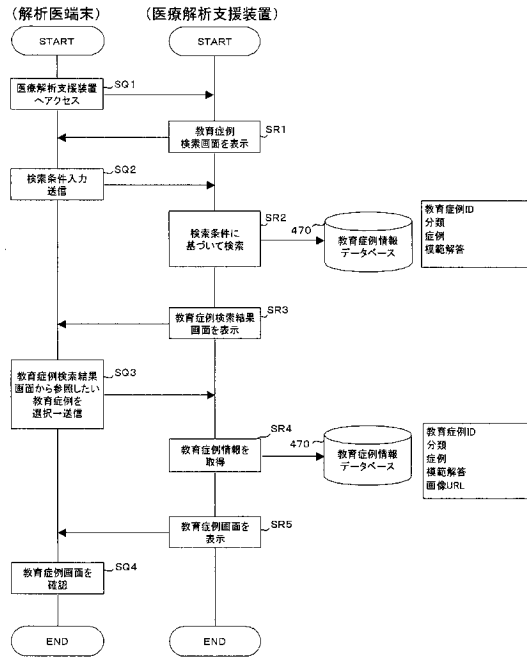 （解析医端末）
（医療解析支援装置）
START
START
医療解析支援装置
へアクセス
SQ1
教育症例
検索画面を表示
SR1
検索条件入力
送信
SQ2
検索条件に
基づいて検索
SR2
470
教育症例情報
データベース
教育症例ID
分類
症例
模範解答
教育症例検索結果
画面を表示
SR3
教育症例検索結果
画面から参照したい
教育症例を
選択ー送信
SQ3
教育症例情報を
取得
SR4
470
教育症例情報
データベース
教育症例ID
分類
症例
模範解答
画像URL
教育症例画面を
表示
SR5
教育症例画面を
確認
SQ4
END
END